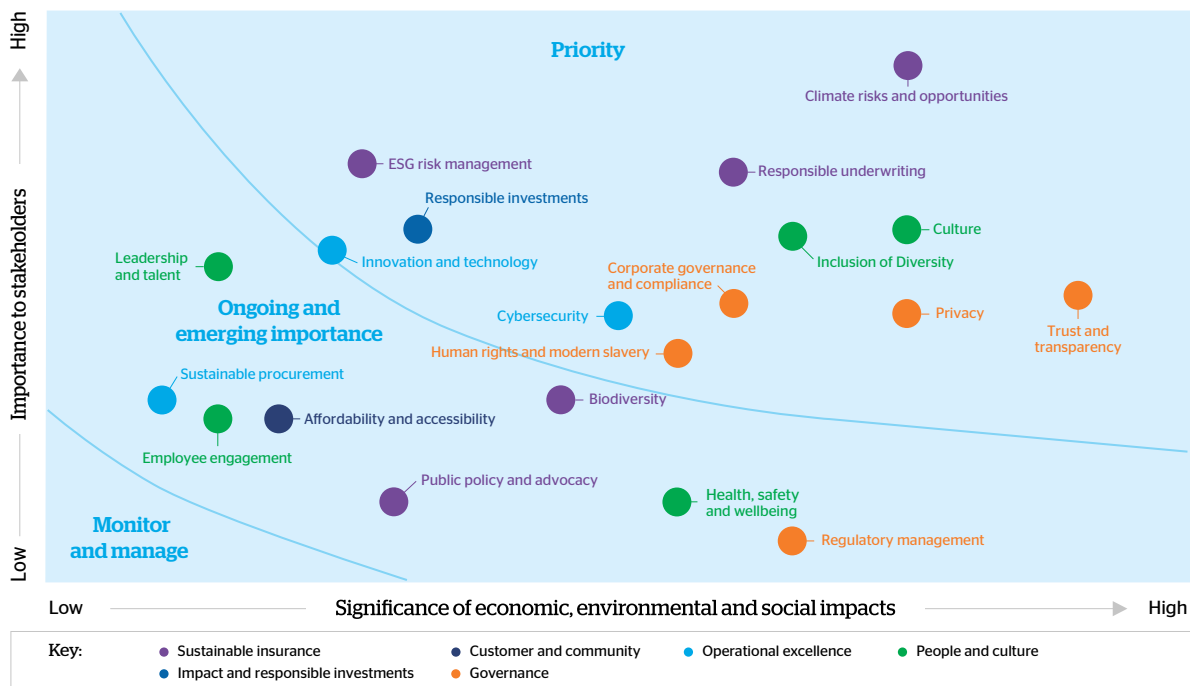 High
Importance to stakeholders
Low
Priority
Climate risks and opportunities
ESG risk management
Responsible underwriting
Responsible investments
Culture
Innovation and technology
Inclusion of Diversity
Leadership
and talent
Corporate governance
and compliance
Ongoing and
emerging importance
Cybersecurity
Privacy
Trust and
transparency
Human rights and modern slavery
Sustainable procurement
Biodiversity
Affordability and accessibility
Employee engagement
Public policy and advocacy
Health, safety
and wellbeing
Monitor
and manage
Regulatory management
Low
Significance of economic, environmental and social impacts
High
Key:
Sustainable insurance
Customer and community
Operational excellence
People and culture
Impact and responsible investments
Governance